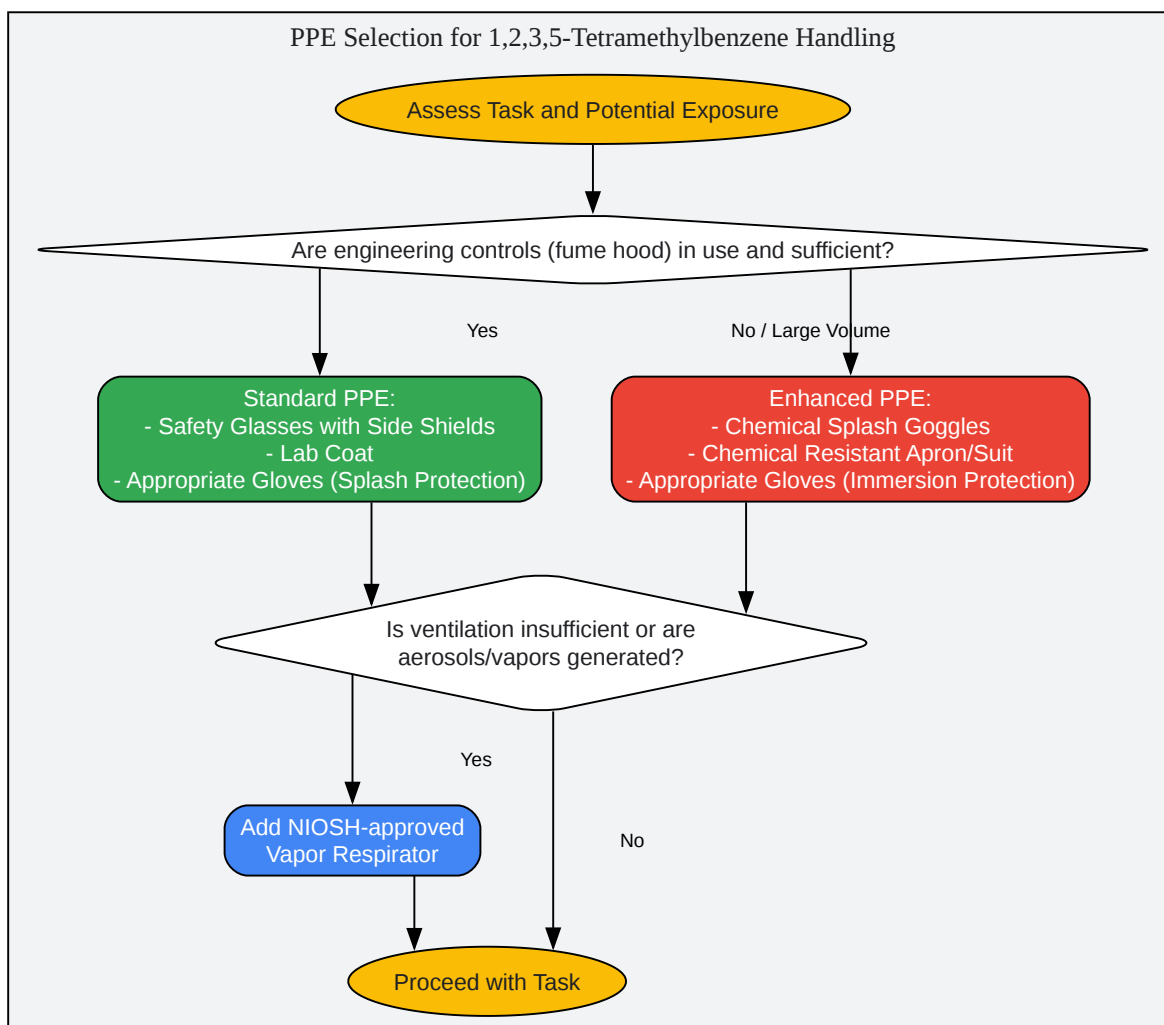 PPE Selection for 1,2,3,5-Tetramethylbenzene Handling
Assess Task and Potential Exposure
Are engineering controls (fume hood) in use and sufficient?
Yes
No / Large Volume
Standard PPE:
- Safety Glasses with Side Shields
- Lab Coat
- Appropriate Gloves (Splash Protection)
Enhanced PPE:
- Chemical Splash Goggles
- Chemical Resistant Apron/Suit
- Appropriate Gloves (Immersion Protection)
Is ventilation insufficient or are
aerosols/vapors generated?
Yes
Add NIOSH-approved
Vapor Respirator
No
Proceed with Task